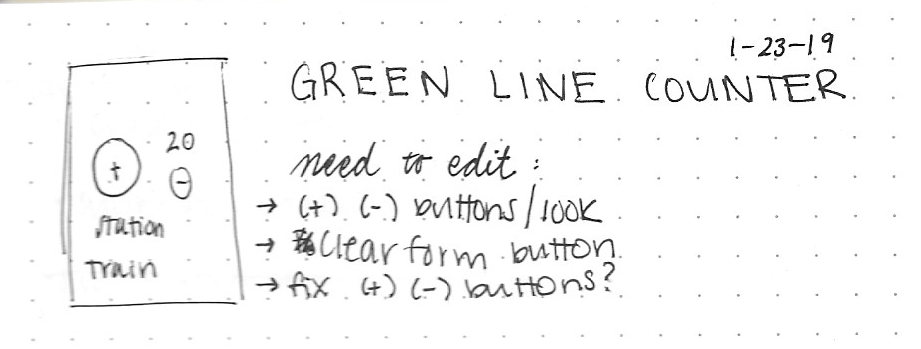 1-23-19
GREEN LINE COUNTER
20
+
-
station
train
need to edit:
→ (+) (-) buttons/look
→ clear form button
→ fix (+) (-) buttons?